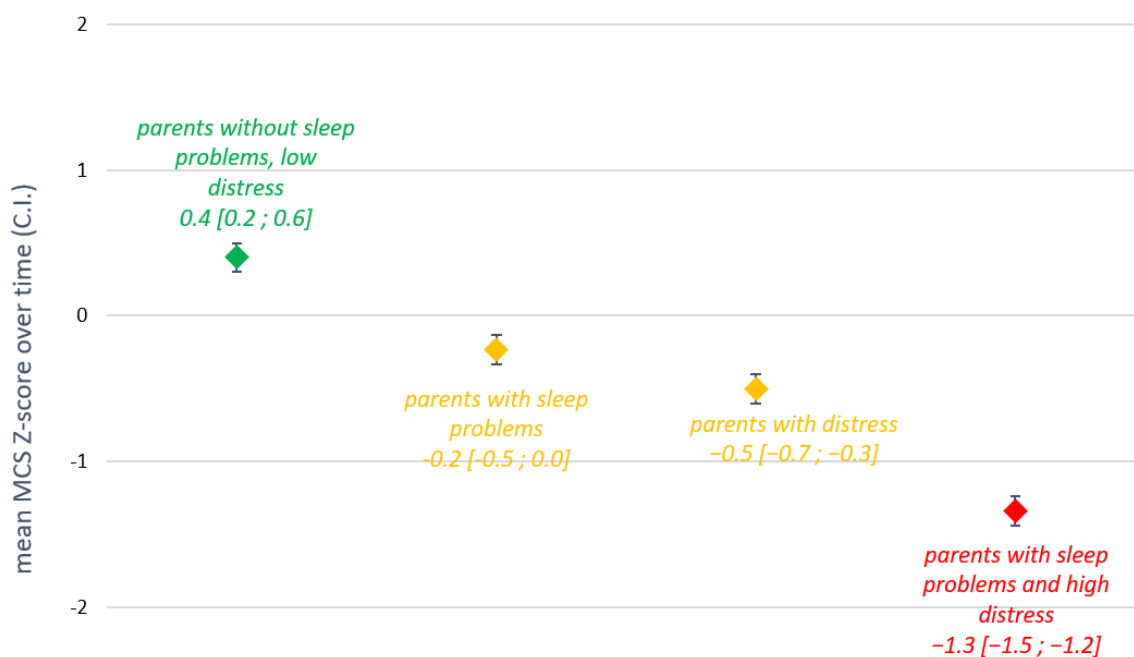 2
parents without sleep
problems, low
distress
0.4 [0.2 ; 0.6]
1
mean MCS Z-score over time (C.I.)
0
parents with sleep
problems
-0.2 [-0.5 ; 0.0]
parents with distress
−0.5 [−0.7 ; −0.3]
-1
parents with sleep
problems and high
distress
−1.3 [−1.5 ; −1.2]
-2